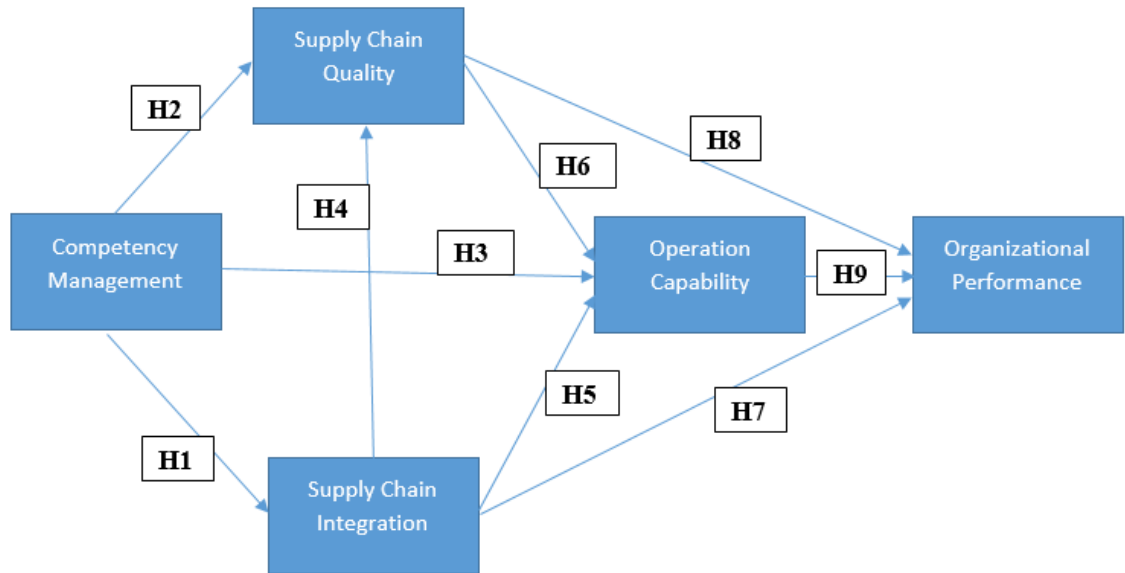 Supply Chain
Quality
H2
H8
H6
H4
Competency
Management
H3
Operation
Capability
H9
Organizational
Performance
H5
H7
H1
Supply Chain
Integration